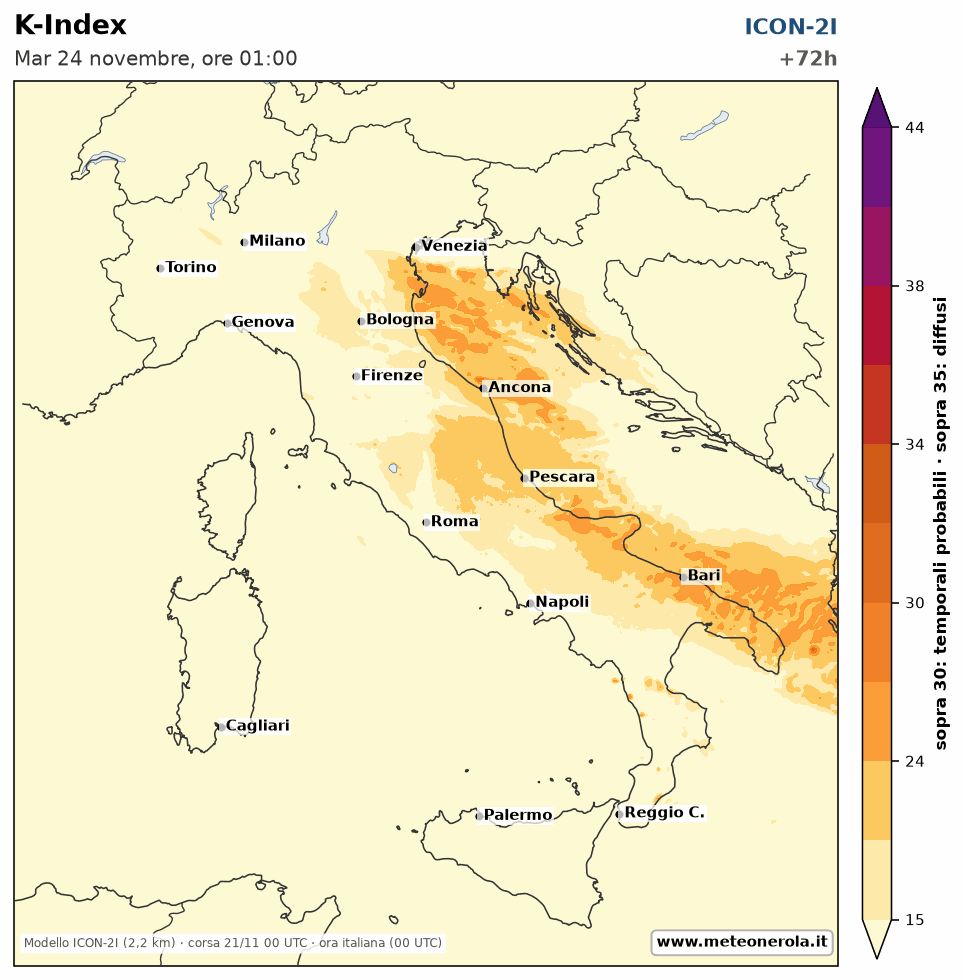 K-Index
ICON-2I
Mar 24 novembre, ore 01:00
+72h
Milano
Venezia
Torino
Bologna
Genova
Firenze
Ancona
Pescara
Roma
Bari
Napoli
Cagliari
Palermo
Reggio C.
44
38
34
30
24
15
sopra 30: temporali probabili · sopra 35: diffusi
Modello ICON-2I (2,2 km) · corsa 21/11 00 UTC · ora italiana (00 UTC)
www.meteonerola.it